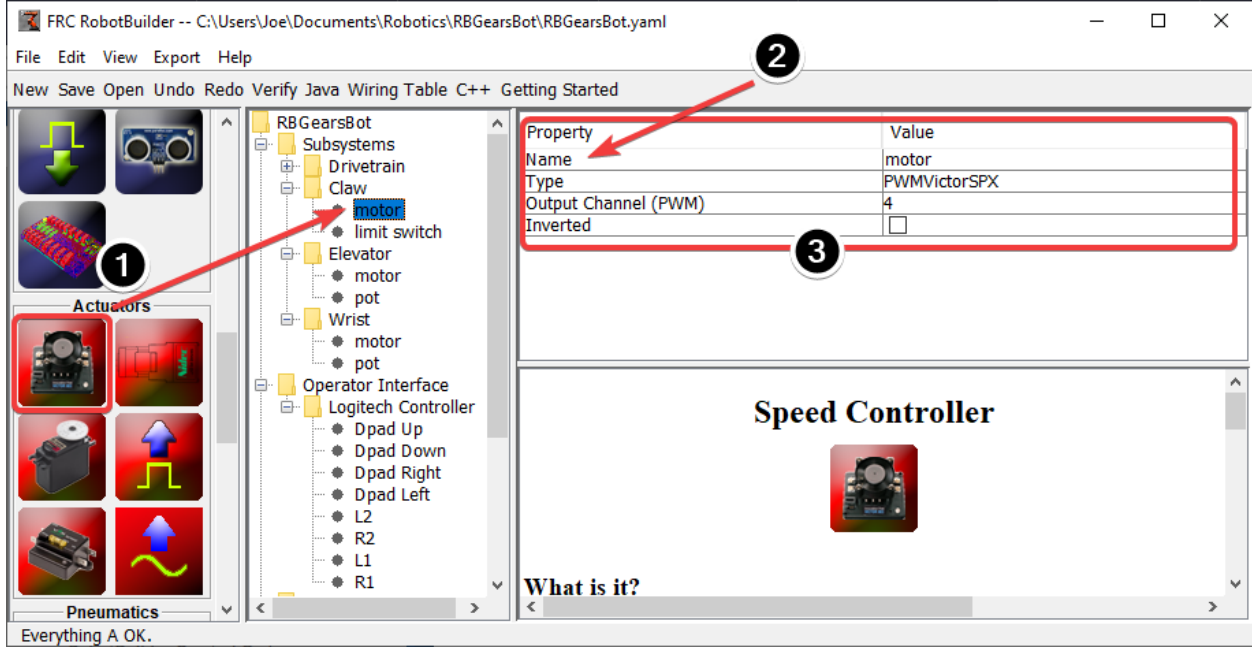 FRC RobotBuilder -- C:\Users\Joe\Documents\Robotics\RBGearsBot\RBGearsBot.yaml
File Edit View Export Help
New Save Open Undo Redo Verify Java Wiring Table C++ Getting Started
1
Actuators
Pneumatics
RBGearsBot
Subsystems
Drivetrain
Claw
motor
limit switch
Elevator
motor
pot
Wrist
motor
pot
Operator Interface
Logitech Controller
Dpad Up
Dpad Down
Dpad Right
Dpad Left
L2
R2
L1
R1
2
Property Value
Name motor
Type PWMVictorSPX
Output Channel (PWM) 4
Inverted
3
Speed Controller
What is it?
Everything A OK.